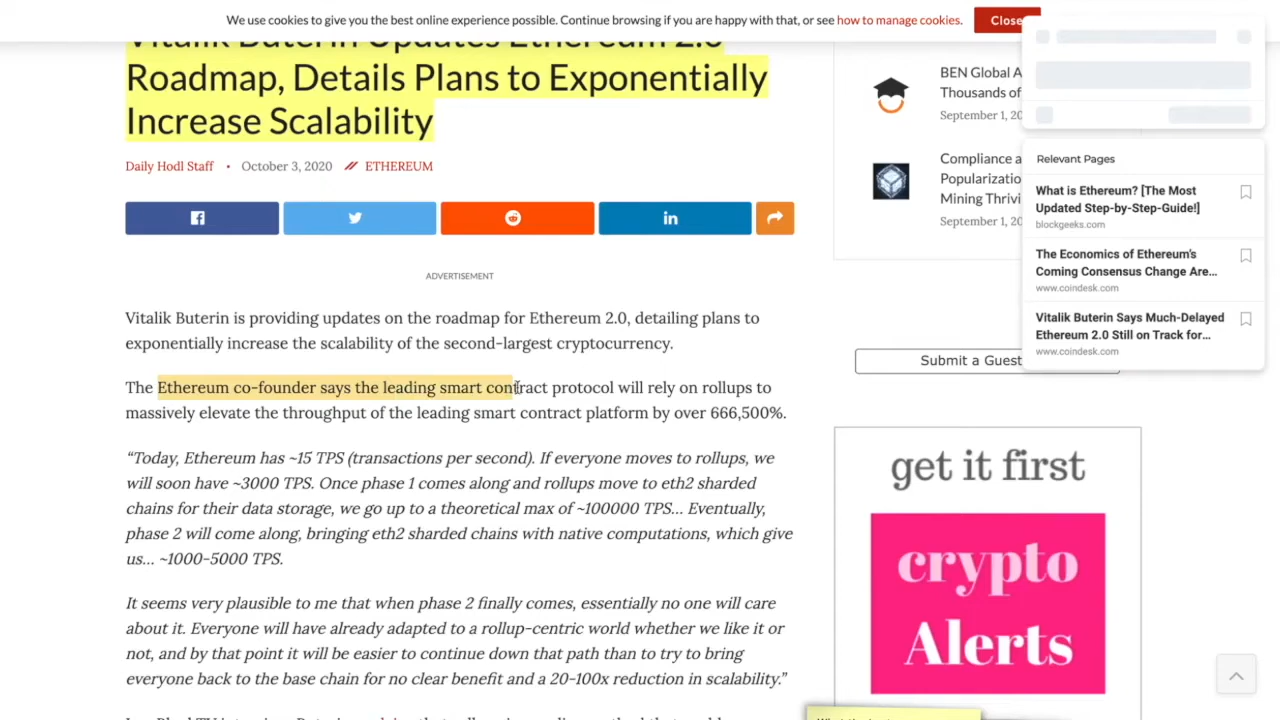 We use cookies to give you the best online experience possible. Continue browsing if you are happy with that, or see how to manage cookies.
Close
Vitalik Buterin Updates Ethereum 2.0
Roadmap, Details Plans to Exponentially
Increase Scalability
Daily Hodl Staff • October 3, 2020 // ETHEREUM
ADVERTISEMENT
Vitalik Buterin is providing updates on the roadmap for Ethereum 2.0, detailing plans to
exponentially increase the scalability of the second-largest cryptocurrency.
The Ethereum co-founder says the leading smart contract protocol will rely on rollups to
massively elevate the throughput of the leading smart contract platform by over 666,500%.
“Today, Ethereum has ~15 TPS (transactions per second). If everyone moves to rollups, we
will soon have ~3000 TPS. Once phase 1 comes along and rollups move to eth2 sharded
chains for their data storage, we go up to a theoretical max of ~100000 TPS… Eventually,
phase 2 will come along, bringing eth2 sharded chains with native computations, which give
us… ~1000-5000 TPS.
It seems very plausible to me that when phase 2 finally comes, essentially no one will care
about it. Everyone will have already adapted to a rollup-centric world whether we like it or
not, and by that point it will be easier to continue down that path than to try to bring
everyone back to the base chain for no clear benefit and a 20-100x reduction in scalability.”
BEN Global A
Thousands of
September 1, 20
Compliance a
Popularizatio
Mining Thrivi
September 1, 20
Submit a Guest
get it first
crypto
Alerts
Relevant Pages
What is Ethereum? [The Most
Updated Step-by-Step-Guide!]
blockgeeks.com
The Economics of Ethereum’s
Coming Consensus Change Are...
www.coindesk.com
Vitalik Buterin Says Much-Delayed
Ethereum 2.0 Still on Track for...
www.coindesk.com